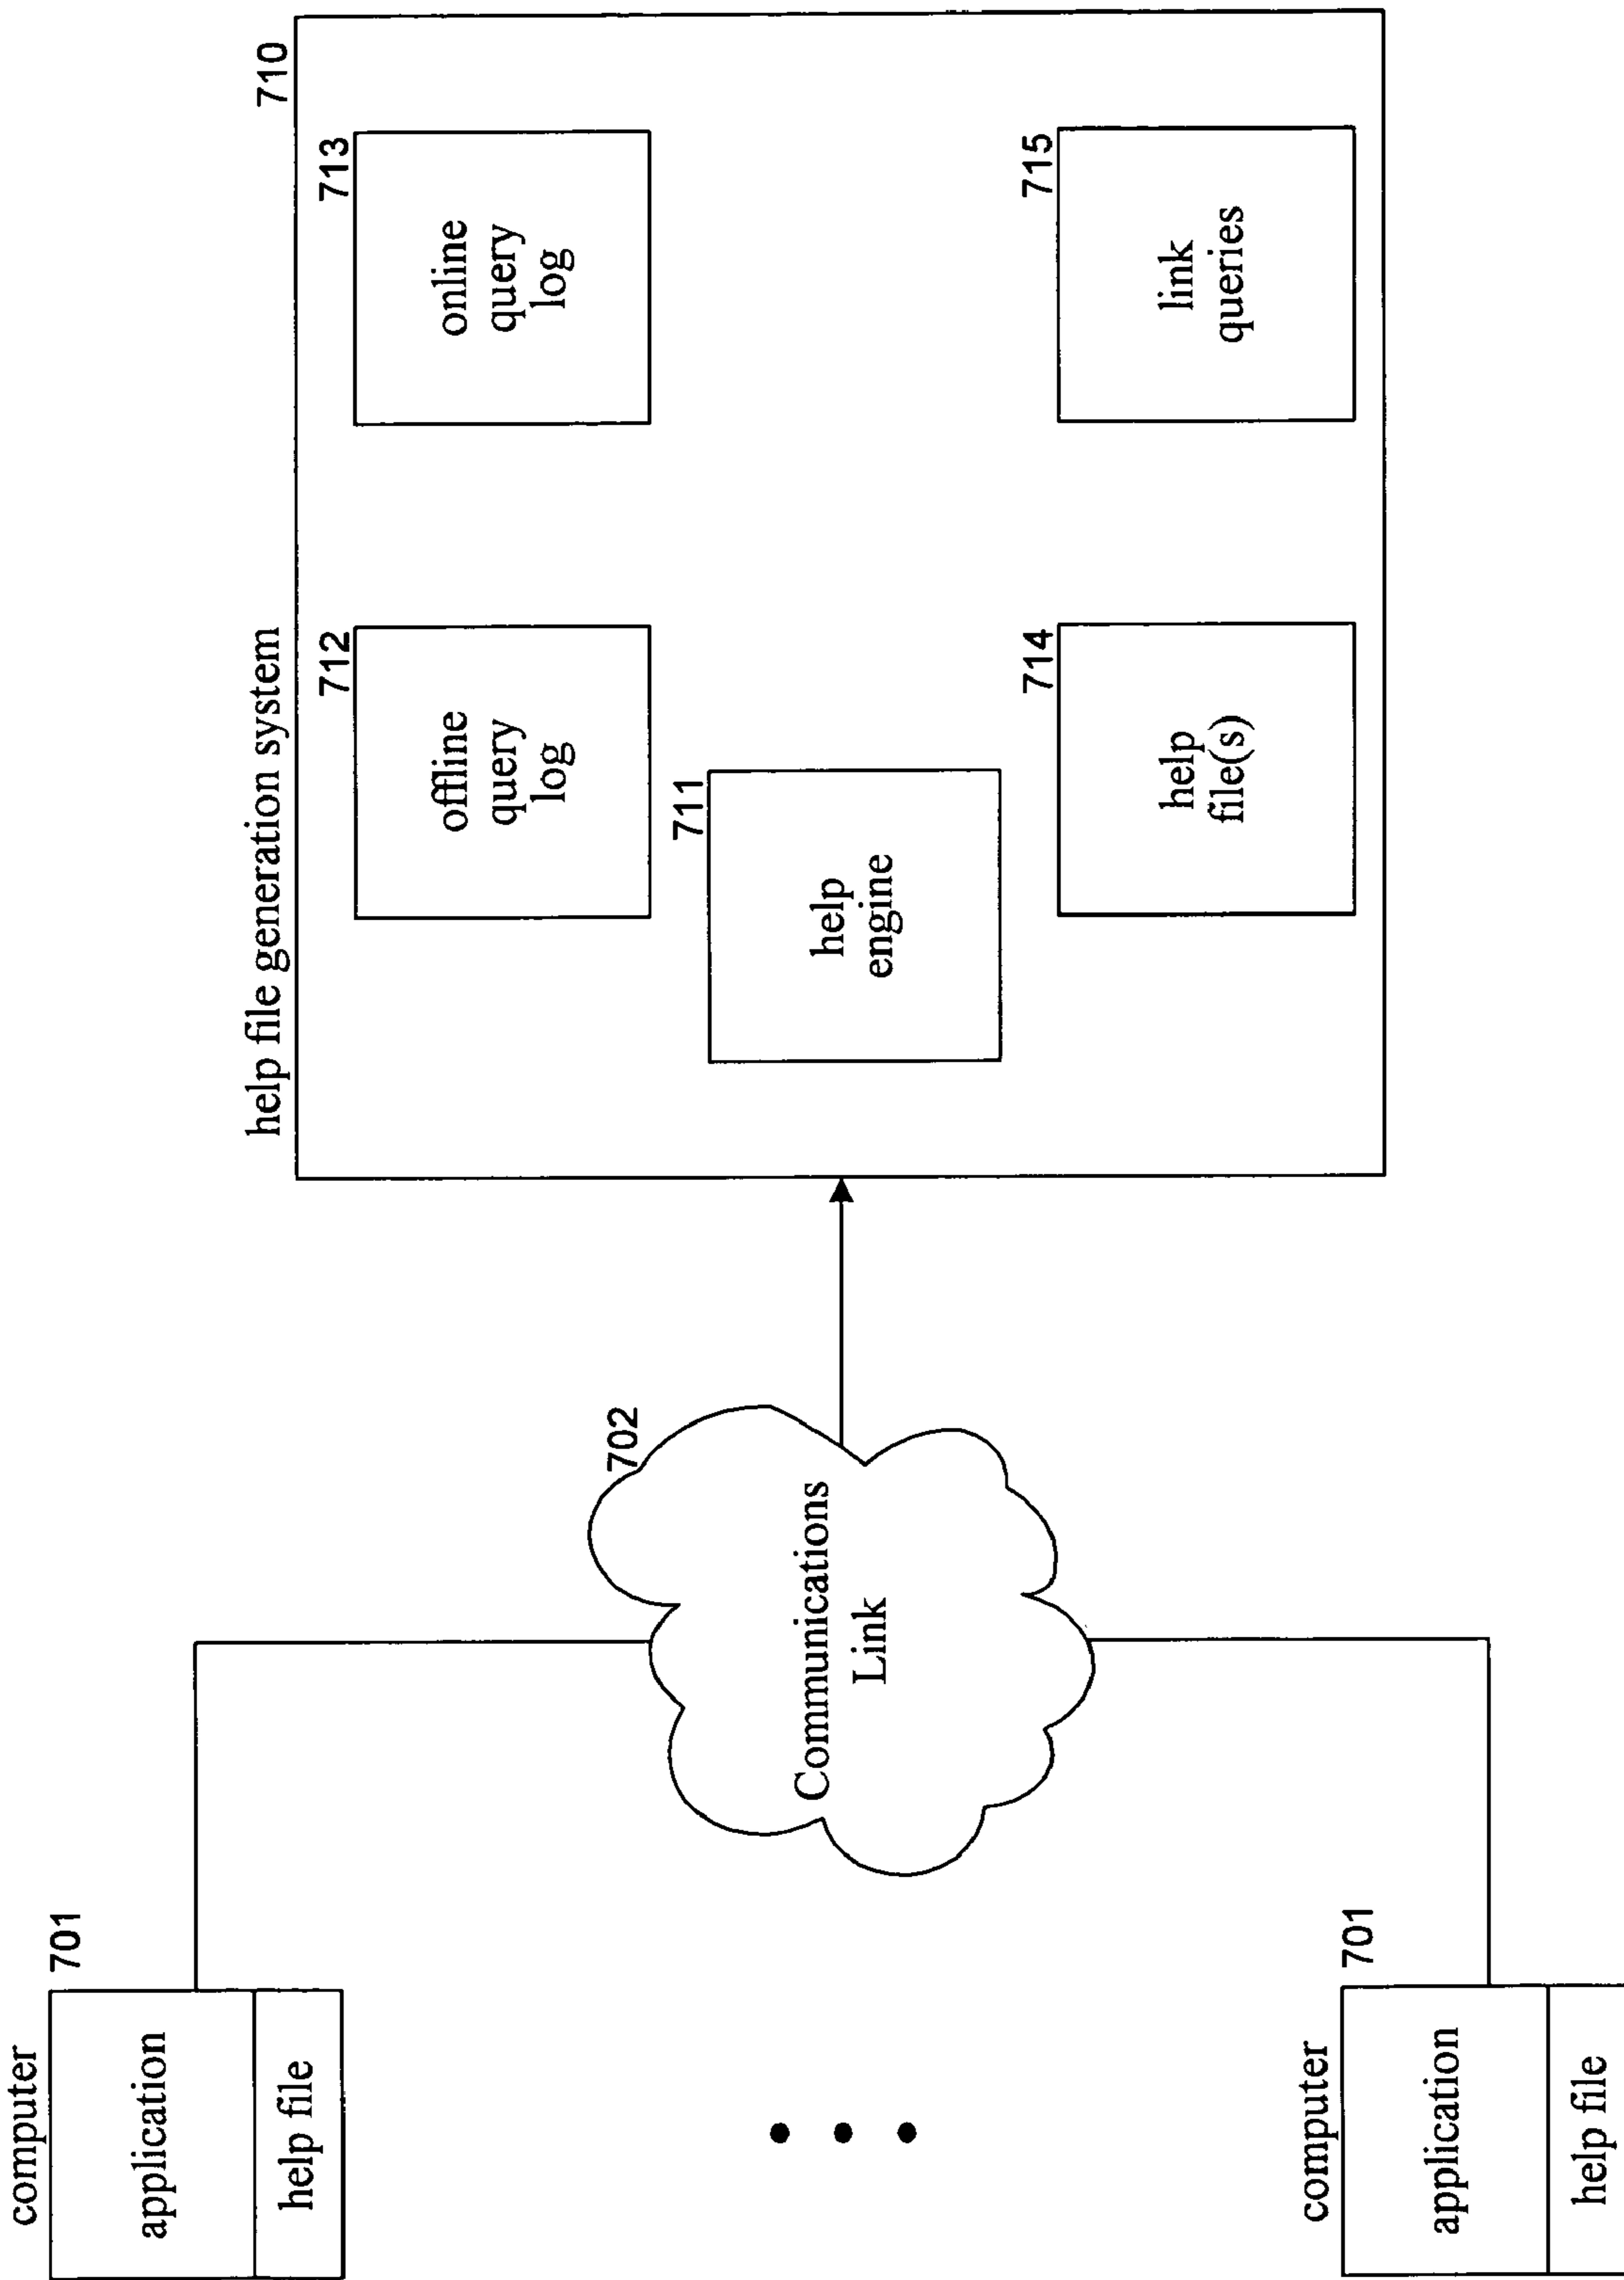 computer
701
application
help file
computer
701
application
help file
702
Communications
Link
help file generation system
710
712
offline
query
log
713
online
query
log
711
help
engine
714
help
file(s)
715
link
queries